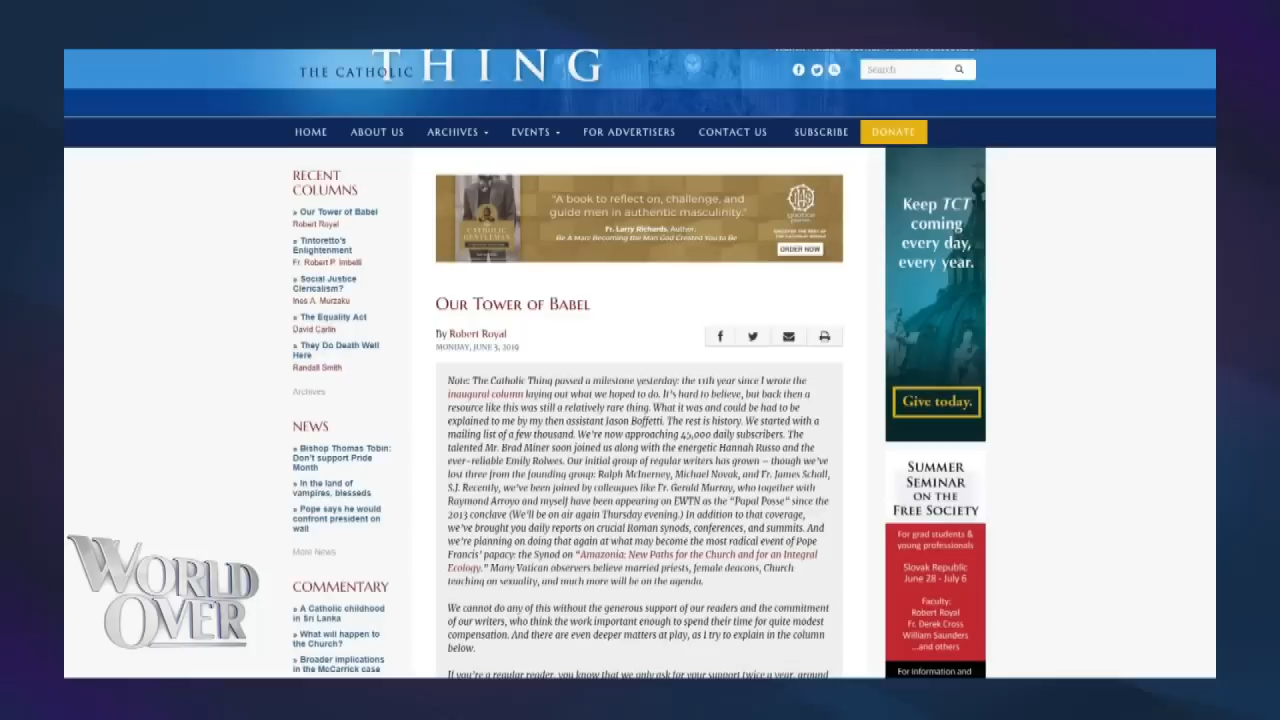 THE CATHOLIC THING
Search
HOME
ABOUT US
ARCHIVES
EVENTS
FOR ADVERTISERS
CONTACT US
SUBSCRIBE
DONATE
RECENT
COLUMNS
» Our Tower of Babel
Robert Royal
» Tintoretto's
Enlightenment
Fr. Robert P. Imbelli
» Social Justice
Clericalism?
Ines A. Murzaku
» The Equality Act
David Carlin
» They Do Death Well
Here
Randall Smith
Archives
NEWS
» Bishop Thomas Tobin:
Don't support Pride
Month
» In the land of
vampires, blesseds
» Pope says he would
confront president on
wall
More News
COMMENTARY
» A Catholic childhood
in Sri Lanka
» What will happen to
the Church?
» Broader implications
in the McCarrick case
"A book to reflect on, challenge, and
guide men in authentic masculinity."
Fr. Larry Richards, Author,
Be A Man! Becoming the Man God Created You to Be
CATHOLIC
GENTLEMAN
ORDER NOW
OUR TOWER OF BABEL
By Robert Royal
MONDAY, JUNE 3, 2019
Note: The Catholic Thing passed a milestone yesterday: the 11th year since I wrote the
inaugural column laying out what we hoped to do. It's hard to believe, but back then a
resource like this was still a relatively rare thing. What it was and could be had to be
explained to me by my then assistant Jason Boffetti. The rest is history. We started with a
mailing list of a few thousand. We're now approaching 45,000 daily subscribers. The
talented Mr. Brad Miner soon joined us along with the energetic Hannah Russo and the
ever-reliable Emily Rolwes. Our initial group of regular writers has grown – though we've
lost three from the founding group: Ralph McInerney, Michael Novak, and Fr. James Schall,
S.J. Recently, we've been joined by colleagues like Fr. Gerald Murray, who together with
Raymond Arroyo and myself have been appearing on EWTN as the "Papal Posse" since the
2013 conclave (We'll be on air again Thursday evening.) In addition to that coverage,
we've brought you daily reports on crucial Roman synods, conferences, and summits. And
we're planning on doing that again at what may become the most radical event of Pope
Francis' papacy: the Synod on "Amazonia: New Paths for the Church and for an Integral
Ecology." Many Vatican observers believe married priests, female deacons, Church
teaching on sexuality, and much more will be on the agenda.
We cannot do any of this without the generous support of our readers and the commitment
of our writers, who think the work important enough to spend their time for quite modest
compensation. And there are even deeper matters at play, as I try to explain in the column
below.
If you're a regular reader, you know that we only ask for your support twice a year, around
Keep TCT
coming
every day,
every year.
Give today.
SUMMER
SEMINAR
ON THE
FREE SOCIETY
For grad students &
young professionals
Slovak Republic
June 28 - July 6
Faculty:
Robert Royal
Fr. Derek Cross
William Saunders
...and others
For information and
WORLD
OVER